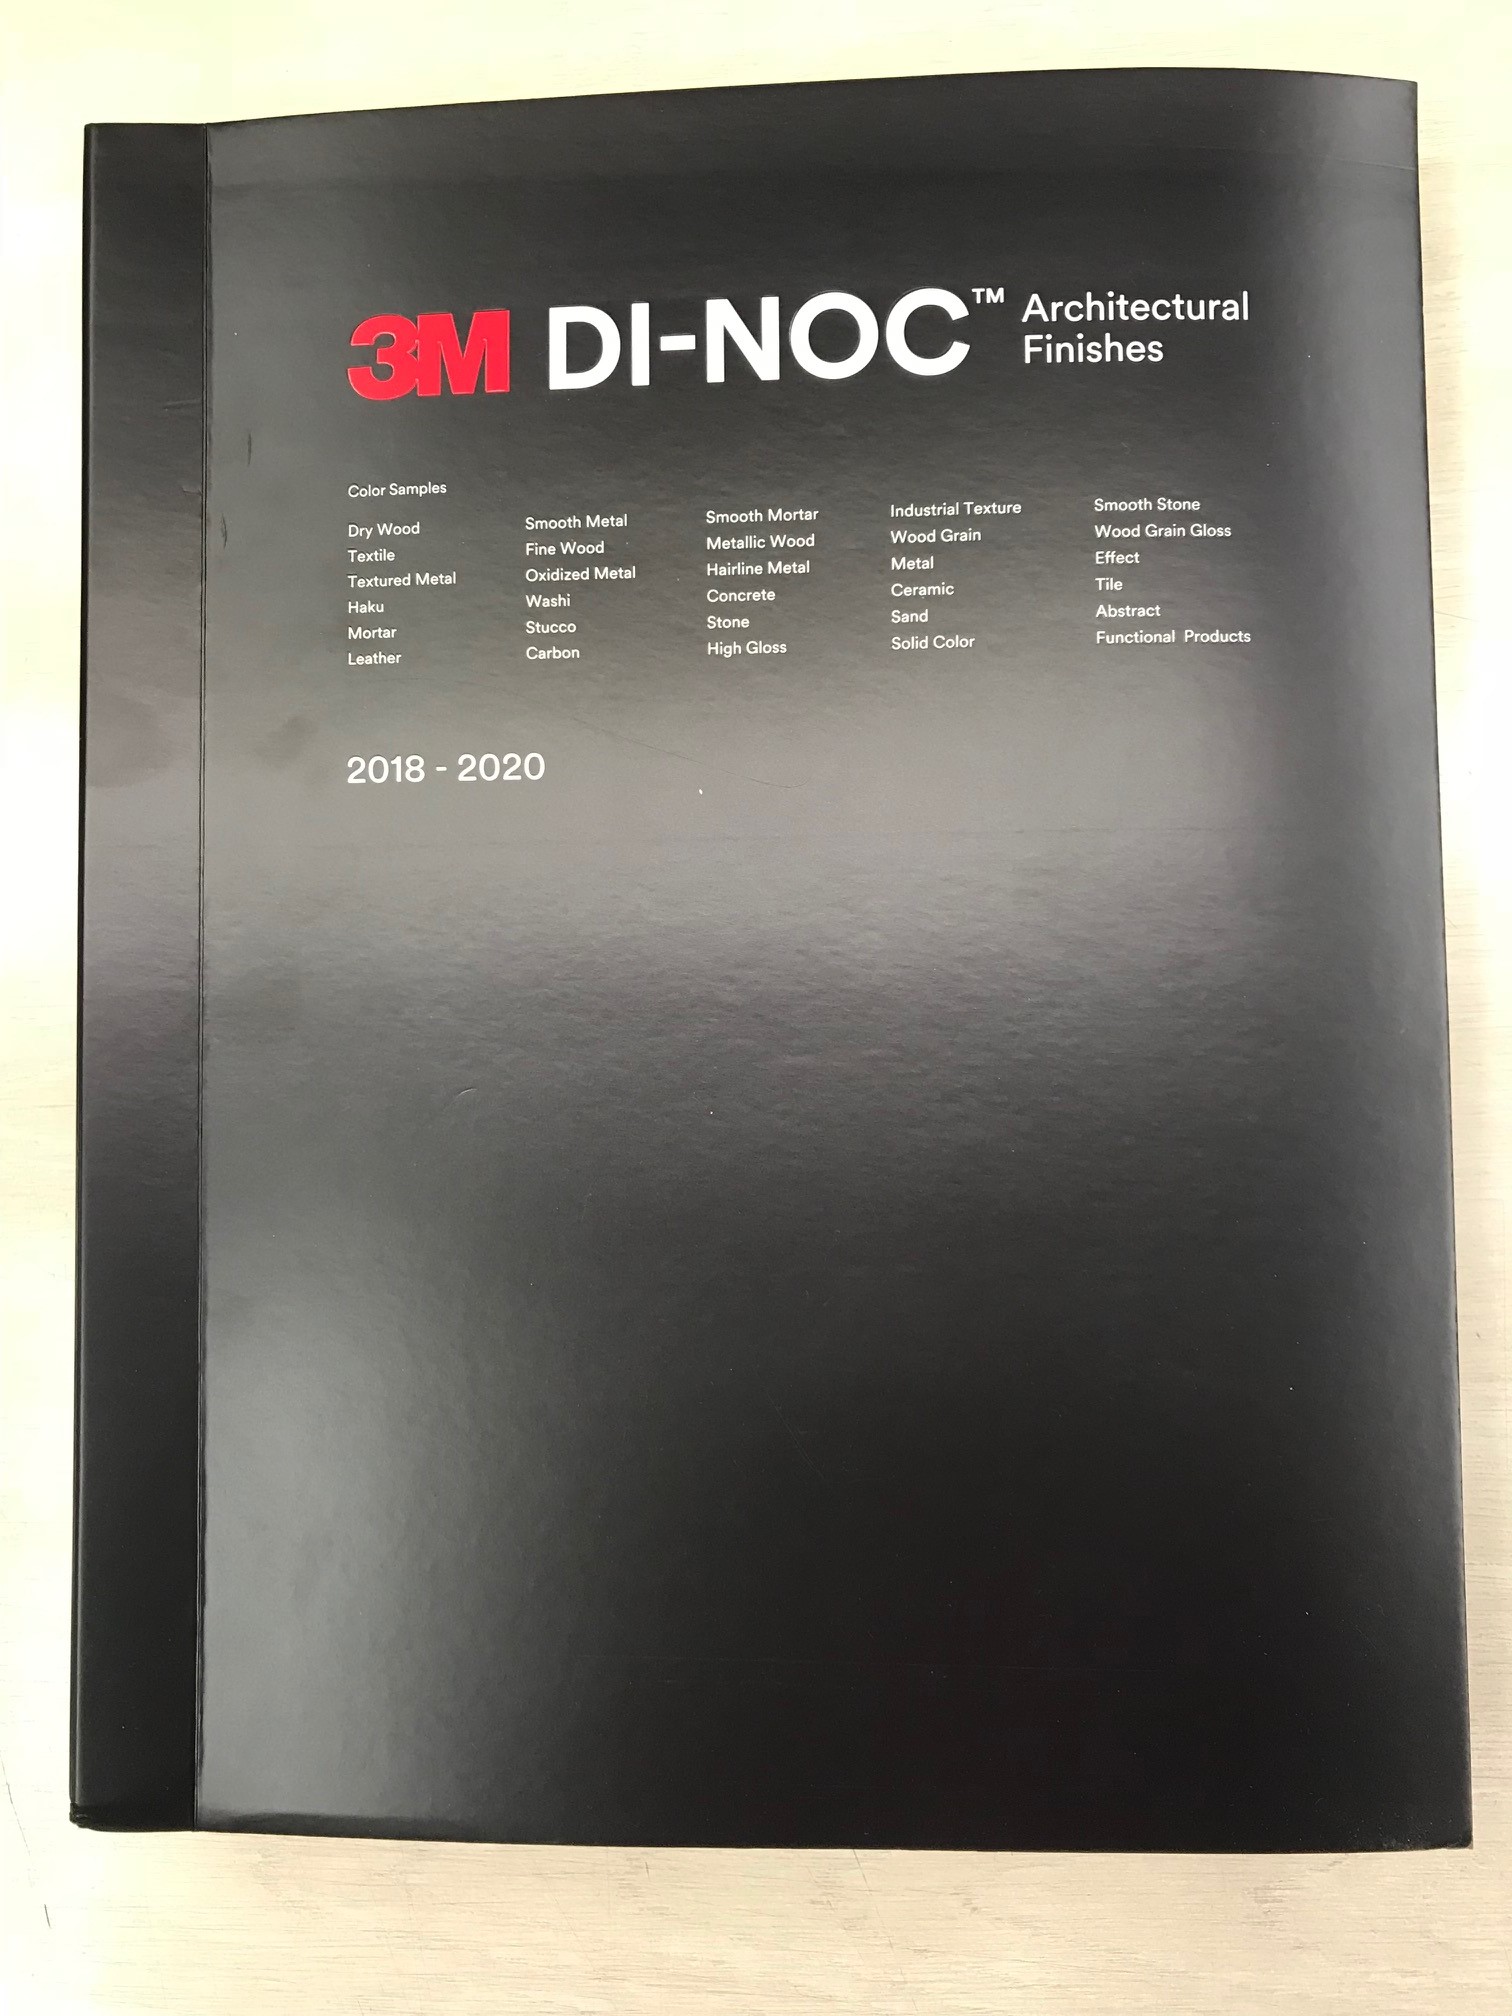 3M DI-NOC™ Architectural
Finishes
Color Samples
Dry Wood
Textile
Textured Metal
Haku
Mortar
Leather
Smooth Metal
Fine Wood
Oxidized Metal
Washi
Stucco
Carbon
Smooth Mortar
Metallic Wood
Hairline Metal
Concrete
Stone
High Gloss
Industrial Texture
Wood Grain
Metal
Ceramic
Sand
Solid Color
Smooth Stone
Wood Grain Gloss
Effect
Tile
Abstract
Functional Products
2018 - 2020